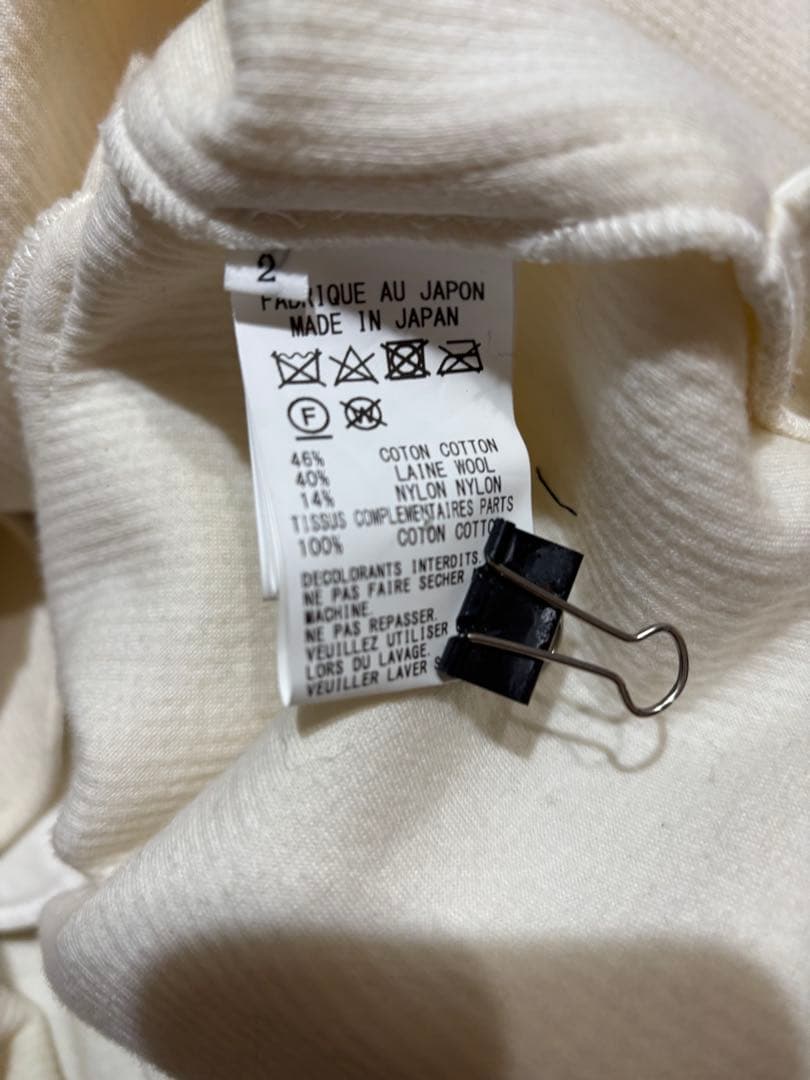 2
FABRIQUE AU JAPON
MADE IN JAPAN
F W
46% COTON COTTON
40% LAINE WOOL
14% NYLON NYLON
TISSUS COMPLEMENTAIRES PARTS
100% COTON COTTO
DECOLORANTS INTERDITS.
NE PAS FAIRE SECHER
MACHINE.
NE PAS REPASSER.
VEUILLEZ UTILISER
LORS DU LAVAGE.
VEUILLER LAVER